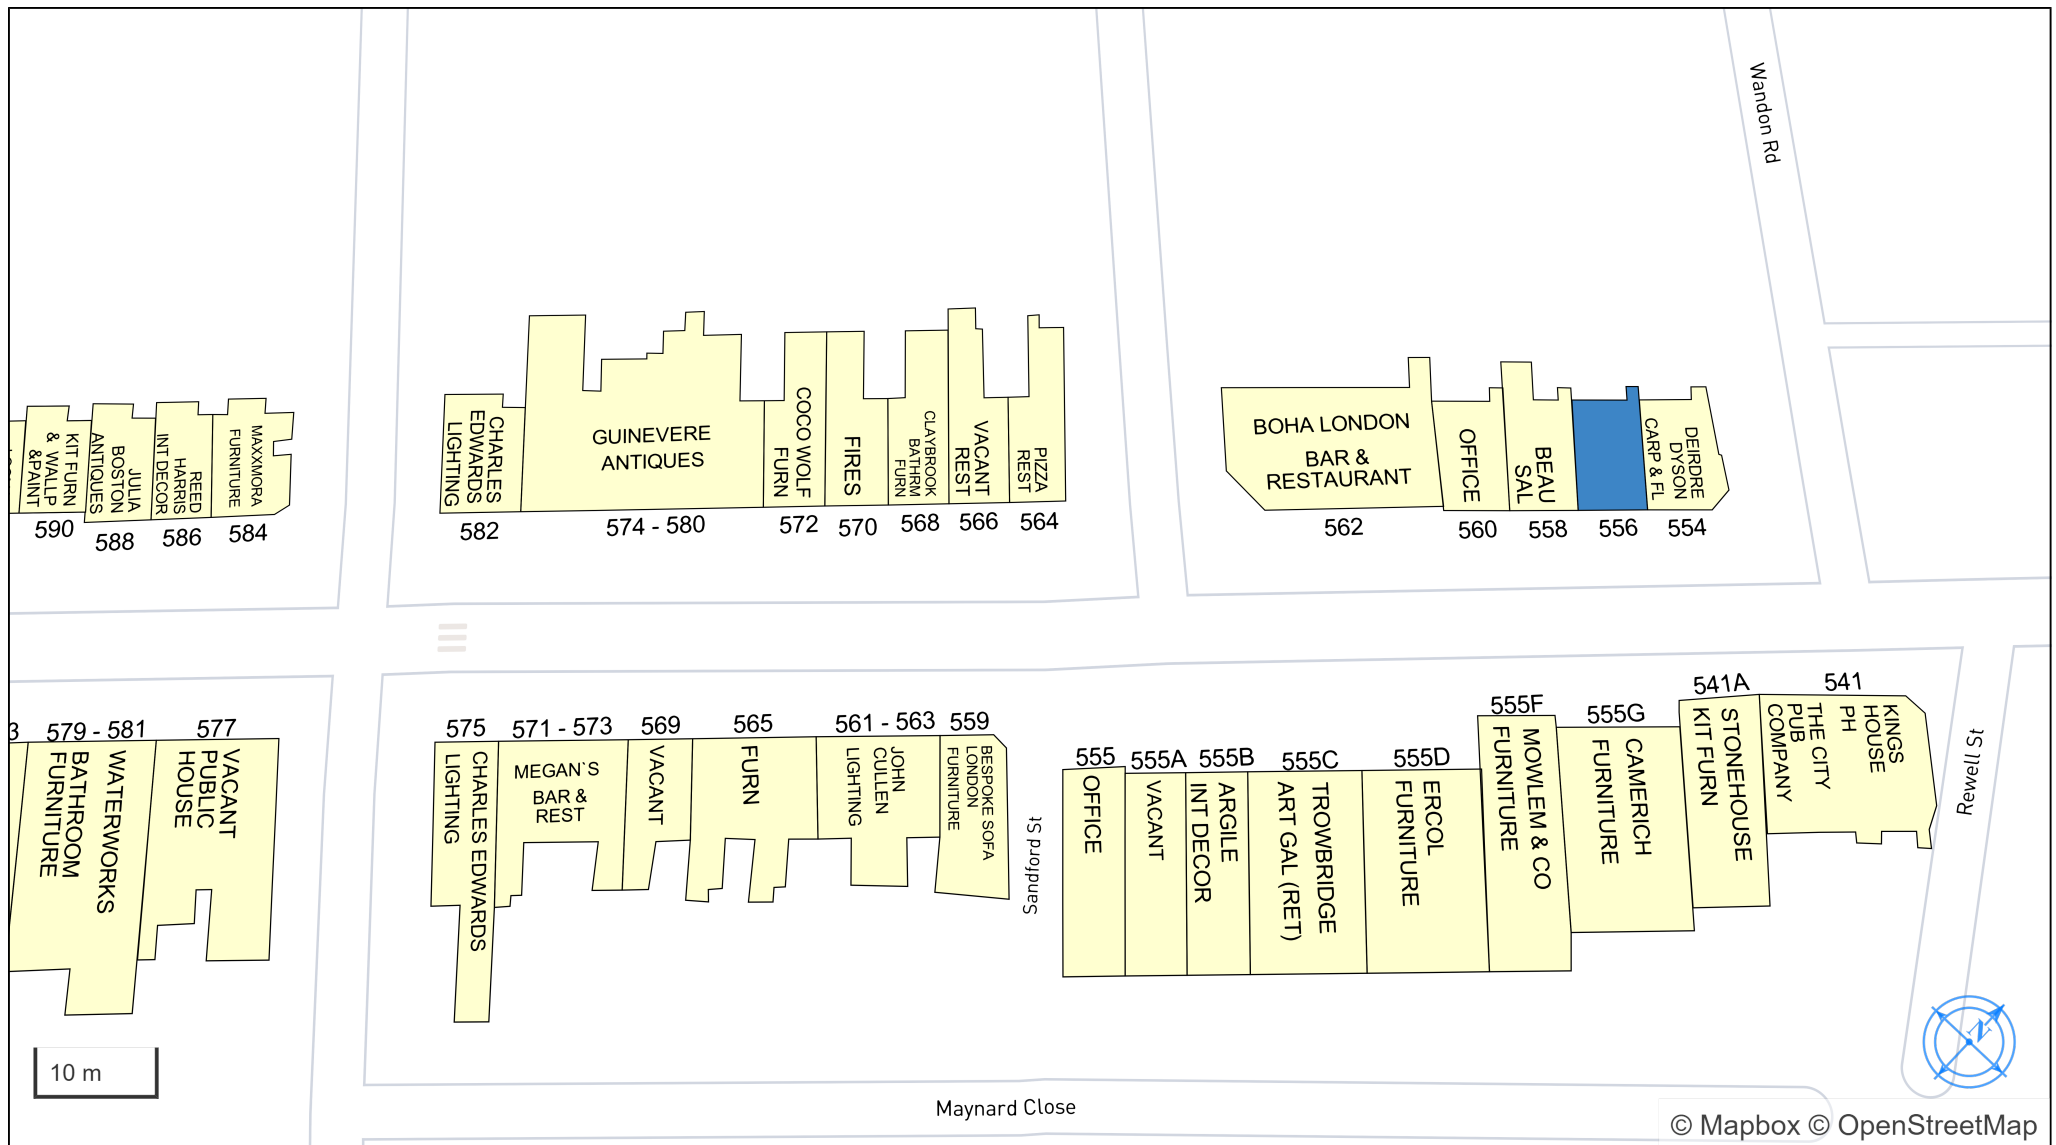 Wandon Rd
KIT FURN
& WALLP
&PAINT
590
JULIA
BOSTON
ANTIQUES
588
REED
HARRIS
INT DECOR
586
MAXXMORA
FURNITURE
584
CHARLES
EDWARDS
LIGHTING
582
GUINEVERE
ANTIQUES
574 - 580
COCO WOLF
FURN
572
FIRES
570
CLAYBROOK
BATHRM
FURN
568
VACANT
REST
566
PIZZA
REST
564
BOHA LONDON
BAR &
RESTAURANT
562
OFFICE
560
BEAU
SAL
558
556
DEIRDRE
DYSON
CARP & FL
554
3
579 - 581
WATERWORKS
BATHROOM
FURNITURE
577
VACANT
PUBLIC
HOUSE
575
CHARLES EDWARDS
LIGHTING
571 - 573
MEGAN`S
BAR &
REST
569
VACANT
565
FURN
561 - 563
JOHN
CULLEN
LIGHTING
559
BESPOKE SOFA
LONDON
FURNITURE
Sandford St
555
OFFICE
555A
VACANT
555B
ARGILE
INT DECOR
555C
TROWBRIDGE
ART GAL (RET)
555D
ERCOL
FURNITURE
555F
MOWLEM & CO
FURNITURE
555G
CAMERICH
FURNITURE
541A
STONEHOUSE
KIT FURN
541
KINGS
HOUSE
PH
THE CITY
PUB
COMPANY
Rewell St
N
10 m
Maynard Close
© Mapbox © OpenStreetMap